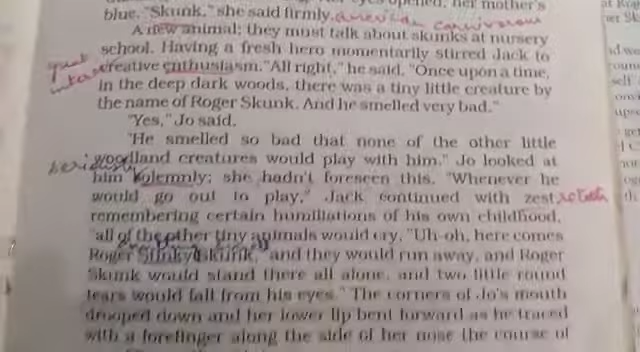 eyes opened, her mother's
blue. "Skunk," she said firmly. american carnivorous
A new animal; they must talk about skunks at nursery
school. Having a fresh hero momentarily stirred Jack to
great creative enthusiasm. "All right," he said. "Once upon a time,
in the deep dark woods, there was a tiny little creature by
the name of Roger Skunk. And he smelled very bad."
"Yes," Jo said.
"He smelled so bad that none of the other little
seriously woodland creatures would play with him." Jo looked at
him solemnly; she hadn't foreseen this. "Whenever he
would go out to play," Jack continued with zest,
remembering certain humiliations of his own childhood,
"all of the other tiny animals would cry, "Uh-oh, here comes
Roger Stinky Skunk," and they would run away, and Roger
Skunk would stand there all alone, and two little round
tears would fall from his eyes." The corners of Jo's mouth
drooped down and her lower lip bent forward as he traced
with a forefinger along the side of her nose the course of